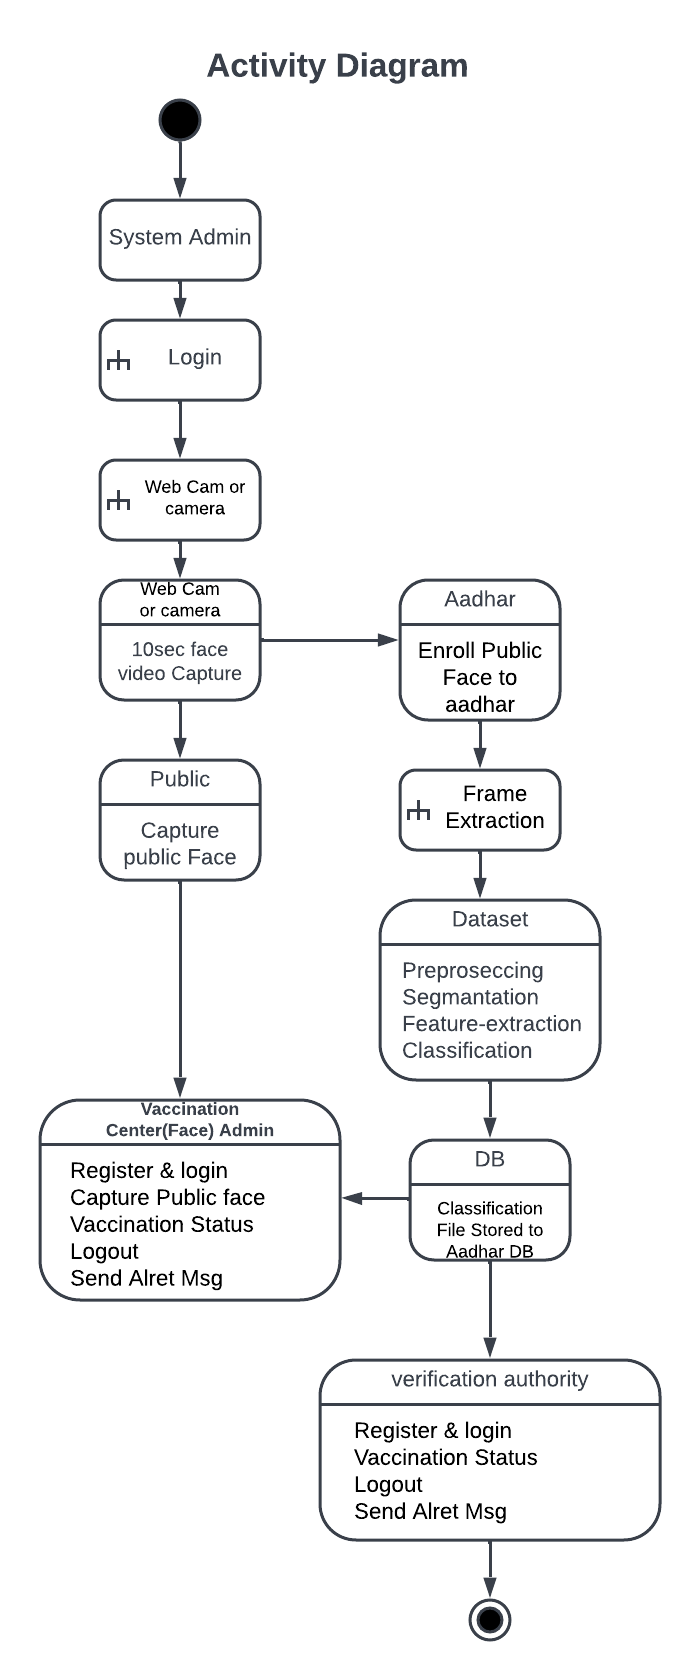 Activity Diagram
System Admin
Login
Web Cam or
camera
Web Cam
or camera
10sec face
video Capture
Aadhar
Enroll Public
Face to
aadhar
Public
Capture
public Face
Frame
Extraction
Dataset
Preproseccing
Segmantation
Feature-extraction
Classification
Vaccination
Center(Face) Admin
Register & login
Capture Public face
Vaccination Status
Logout
Send Alret Msg
DB
Classification
File Stored to
Aadhar DB
verification authority
Register & login
Vaccination Status
Logout
Send Alret Msg